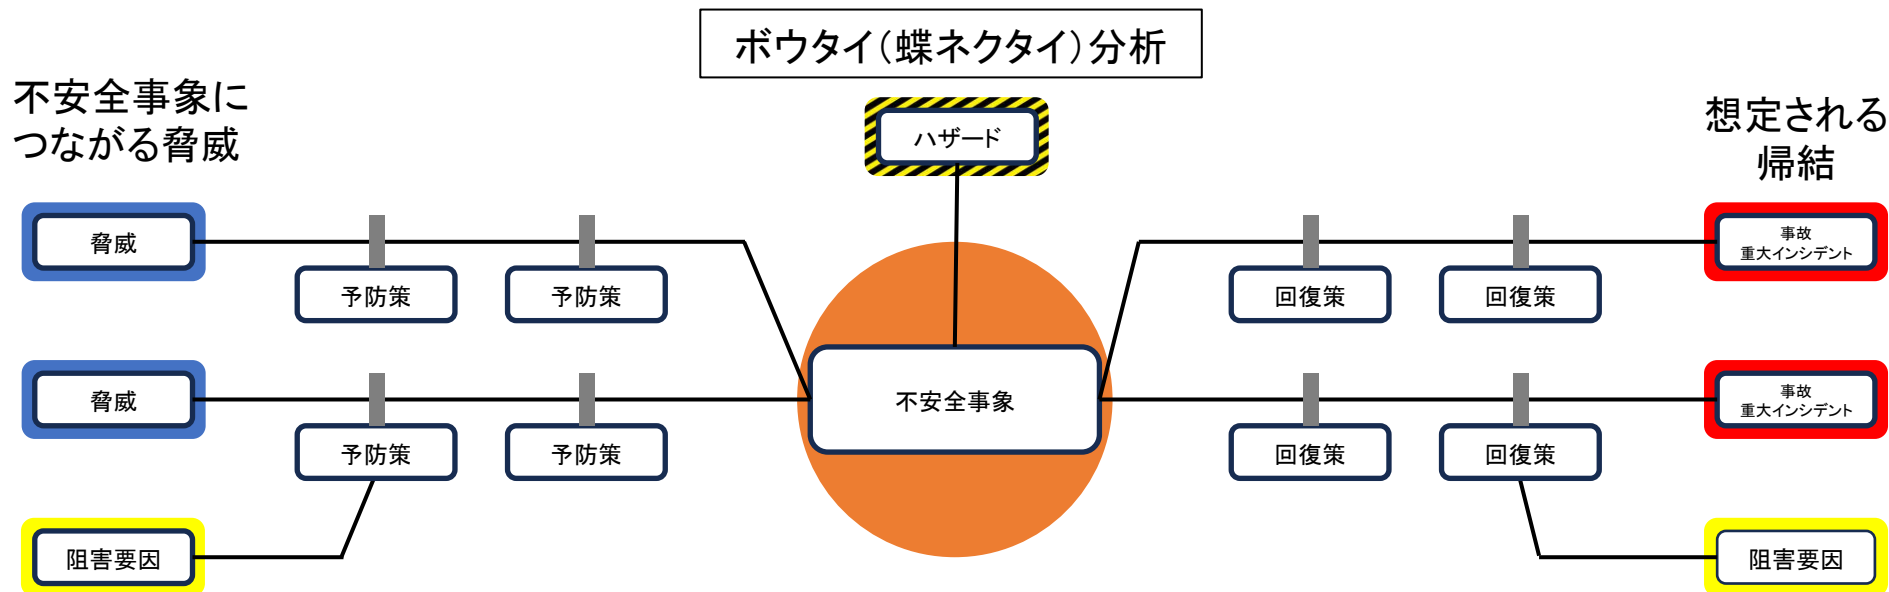 ボウタイ(蝶ネクタイ)分析
不安全事象に
つながる脅威
ハザード
想定される
帰結
脅威
予防策
予防策
回復策
回復策
事故
重大インシデント
脅威
予防策
予防策
不安全事象
回復策
回復策
事故
重大インシデント
阻害要因
阻害要因